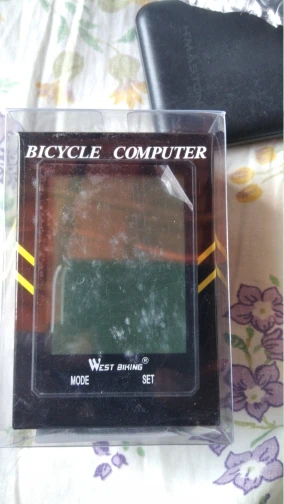 BICYCLE COMPUTER
WEST BIKING®
MODE SET